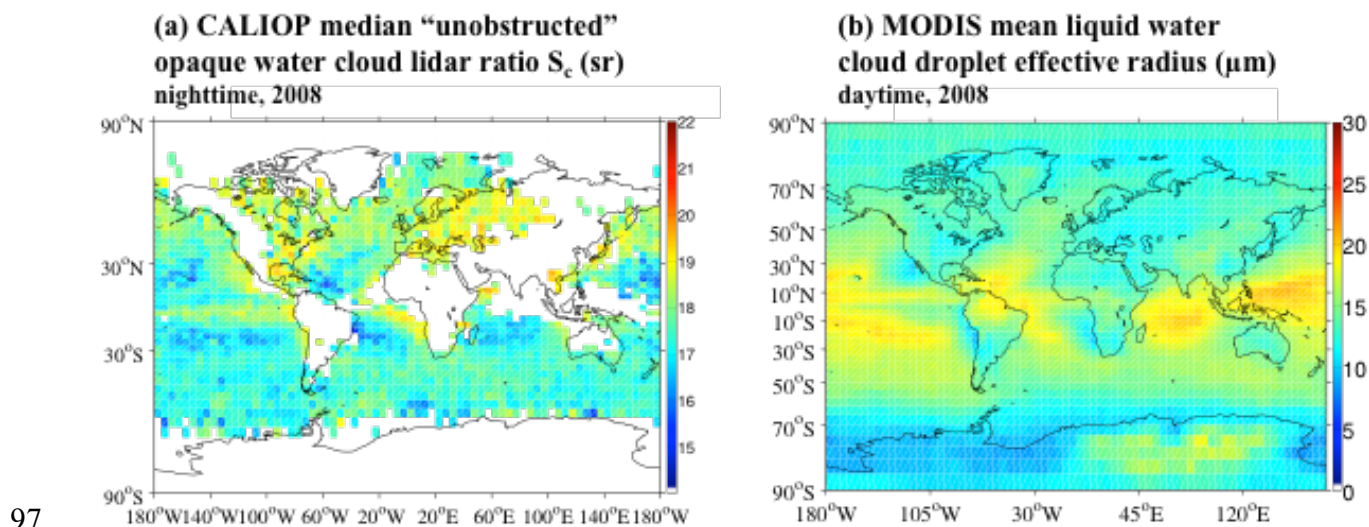 (a) CALIOP median “unobstructed”
opaque water cloud lidar ratio Sc (sr)
nighttime, 2008
90°N
30°N
30°S
90°S
180°W 140°W 100°W 60°W 20°W 20°E 60°E 100°E 140°E 180°W
22
21
20
19
18
17
16
15
(b) MODIS mean liquid water
cloud droplet effective radius (µm)
daytime, 2008
90°N
70°N
50°N
30°N
10°N
10°S
30°S
50°S
70°S
90°S
180°W 105°W 30°W 45°E 120°E
30
25
20
15
10
5
0
97